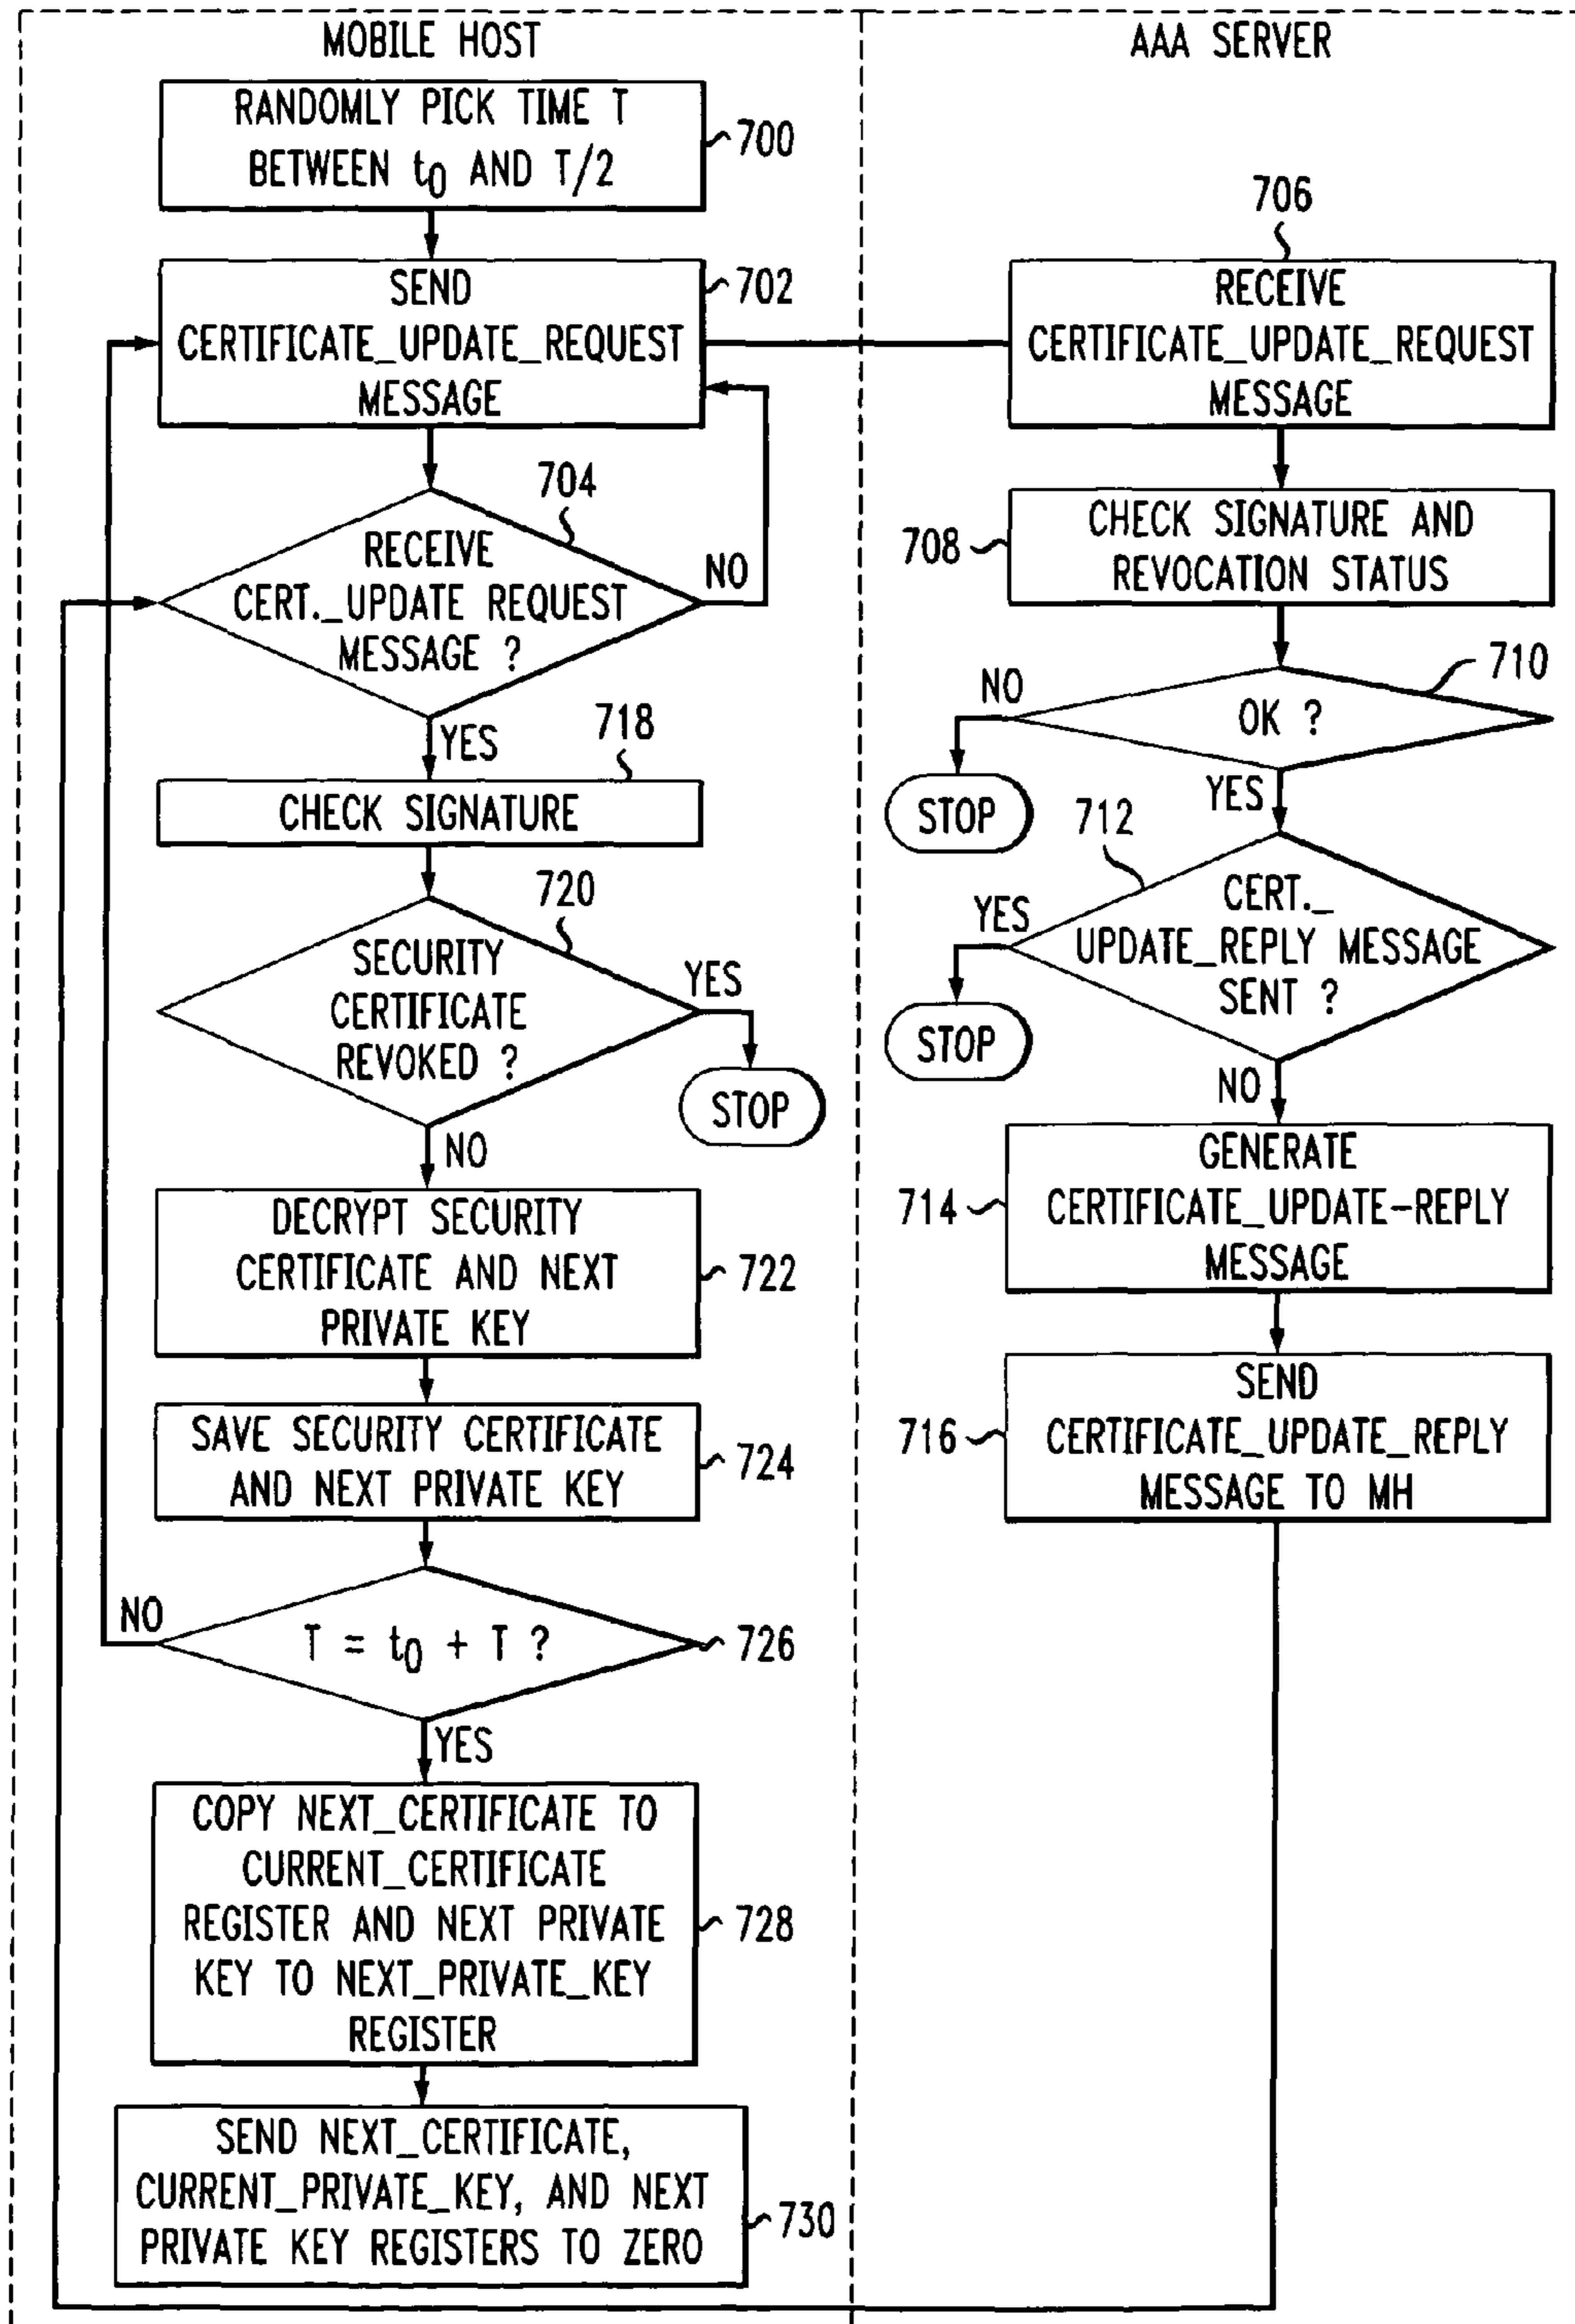 MOBILE HOST
RANDOMLY PICK TIME T
BETWEEN t0 AND T/2
700
SEND
CERTIFICATE_UPDATE_REQUEST
MESSAGE
702
704
RECEIVE
CERT._UPDATE REQUEST
MESSAGE ?
NO
YES
718
CHECK SIGNATURE
720
SECURITY
CERTIFICATE
REVOKED ?
YES
STOP
NO
DECRYPT SECURITY
CERTIFICATE AND NEXT
PRIVATE KEY
722
SAVE SECURITY CERTIFICATE
AND NEXT PRIVATE KEY
724
NO
T = t0 + T ?
726
YES
COPY NEXT_CERTIFICATE TO
CURRENT_CERTIFICATE
REGISTER AND NEXT PRIVATE
KEY TO NEXT_PRIVATE_KEY
REGISTER
728
SEND NEXT_CERTIFICATE,
CURRENT_PRIVATE_KEY, AND NEXT
PRIVATE KEY REGISTERS TO ZERO
730
AAA SERVER
706
RECEIVE
CERTIFICATE_UPDATE_REQUEST
MESSAGE
708
CHECK SIGNATURE AND
REVOCATION STATUS
710
NO
OK ?
STOP
YES
712
CERT._
UPDATE_REPLY MESSAGE
SENT ?
YES
STOP
NO
714
GENERATE
CERTIFICATE_UPDATE-REPLY
MESSAGE
716
SEND
CERTIFICATE_UPDATE_REPLY
MESSAGE TO MH